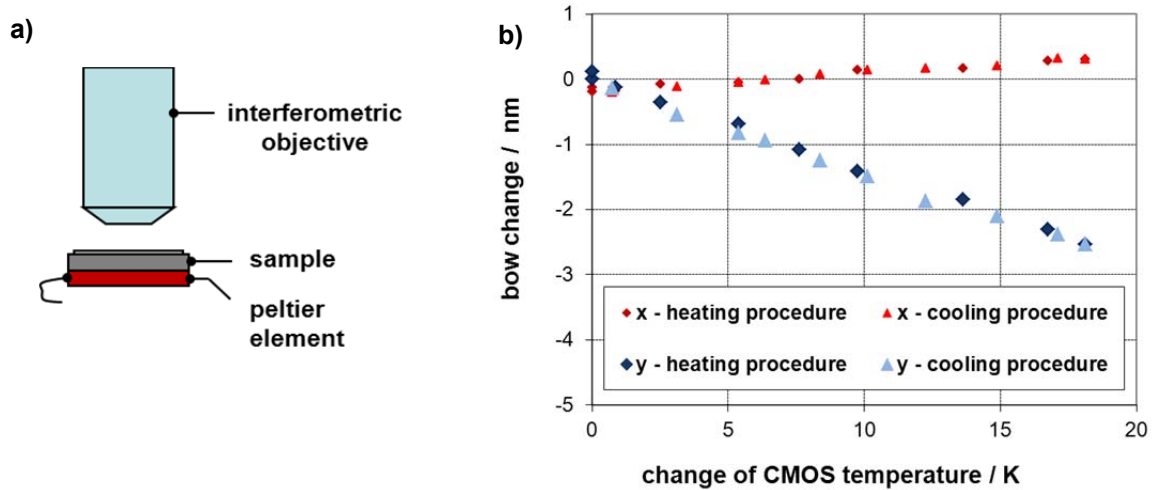 a)
interferometric
objective
sample
peltier
element
b)
bow change / nm
1
0
-1
-2
-3
-4
-5
x - heating procedure
x - cooling procedure
y - heating procedure
y - cooling procedure
0
5
10
15
20
change of CMOS temperature / K